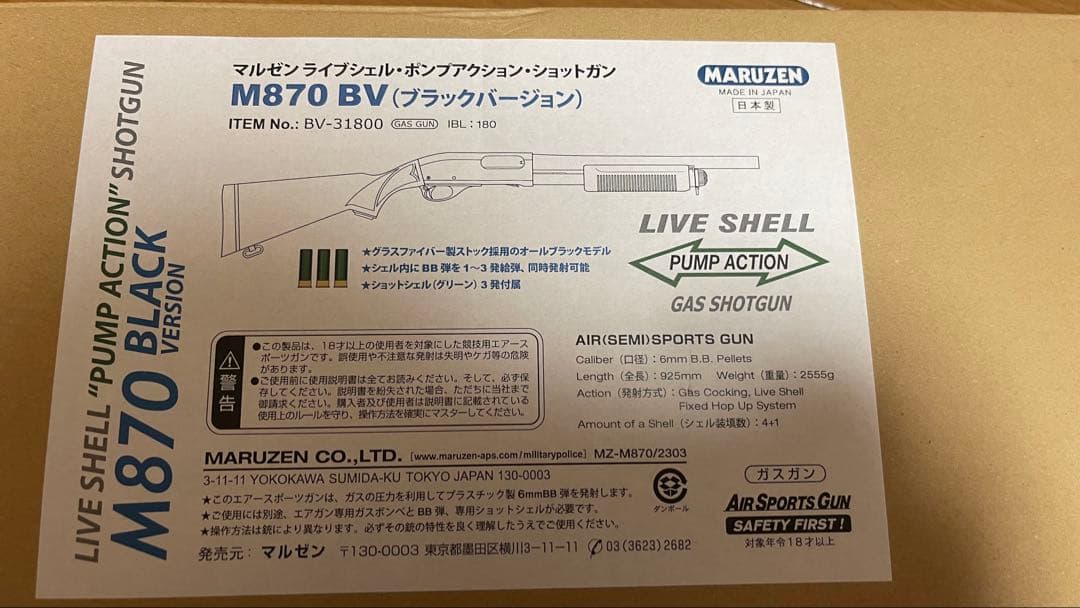 LIVE SHELL "PUMP ACTION" SHOTGUN
M870 BLACK
VERSION
マルゼン ライブシェル・ポンプアクション・ショットガン
M870 BV(ブラックバージョン)
ITEM No.: BV-31800 GAS GUN IBL:180
MARUZEN
MADE IN JAPAN
日本製
★グラスファイバー製ストック採用のオールブラックモデル
★シェル内にBB弾を1〜3発給弾、同時発射可能
★ショットシェル(グリーン)3発付属
LIVE SHELL
PUMP ACTION
GAS SHOTGUN
警告
●この製品は、18才以上の使用者を対象にした競技用エアース
ポーツガンです。誤使用や不注意な発射は失明やケガ等の危険
があります。
●ご使用前に使用説明書は全てお読みください。そして、必ず保
存してください。説明書を紛失された場合、ただちに当社まで
御請求ください。購入者及び使用者は説明書に記載されている
使用上のルールを守り、操作方法を確実にマスターしてください。
AIR(SEMI)SPORTS GUN
Caliber(口径):6mm B.B. Pellets
Length(全長):925mm Weight(重量):2555g
Action(発射方式):Gas Cocking, Live Shell
Fixed Hop Up System
Amount of a Shell(シェル装填数):4+1
MARUZEN CO.,LTD. [www.maruzen-aps.com/militarypolice] MZ-M870/2303
3-11-11 YOKOKAWA SUMIDA-KU TOKYO JAPAN 130-0003
★このエアースポーツガンは、ガスの圧力を利用してプラスチック製6mmBB弾を発射します。
★ご使用には別途、エアガン専用ガスボンベとBB弾、専用ショットシェルが必要です。
★操作方法は銃により異なります。必ずその銃の特性を良く理解したうえでご使用ください。
発売元: マルゼン 〒130-0003 東京都墨田区横川3-11-11 03(3623)2682
ダンボール
ガスガン
AIR SPORTS GUN
SAFETY FIRST!
対象年令18才以上